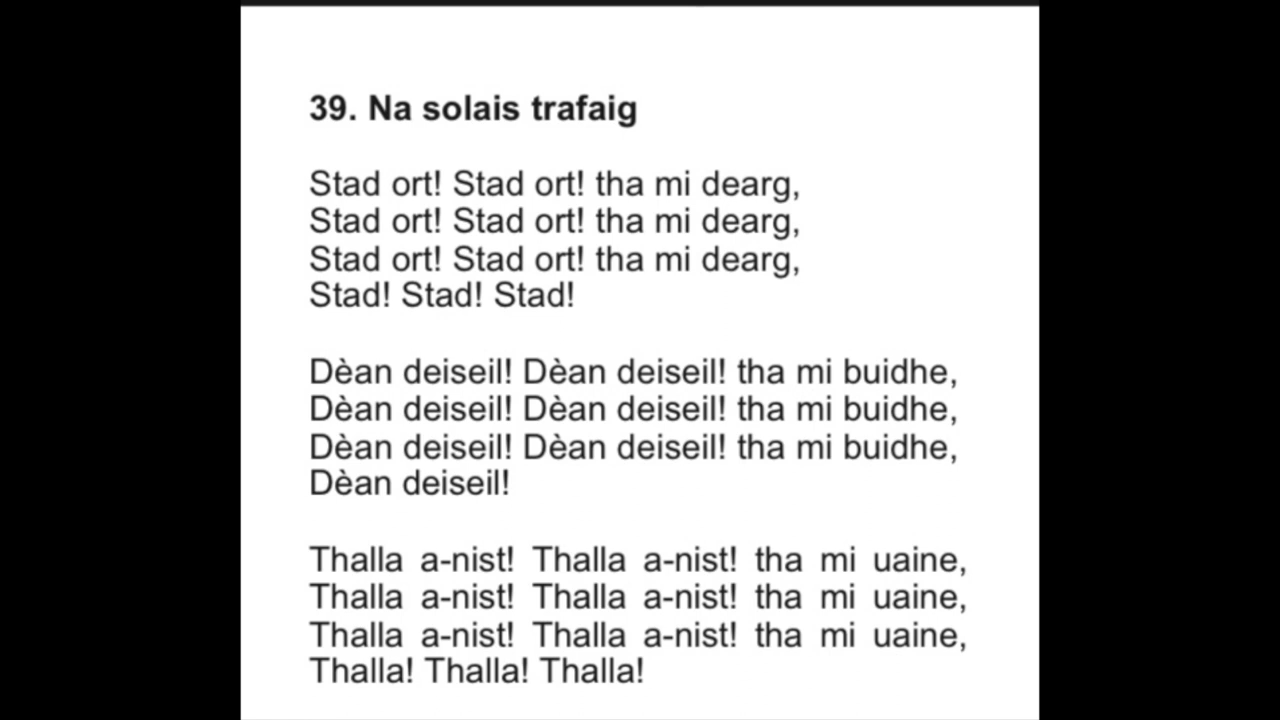 39. Na solais trafaig
Stad ort! Stad ort! tha mi dearg,
Stad ort! Stad ort! tha mi dearg,
Stad ort! Stad ort! tha mi dearg,
Stad! Stad! Stad!
Dèan deiseil! Dèan deiseil! tha mi buidhe,
Dèan deiseil! Dèan deiseil! tha mi buidhe,
Dèan deiseil! Dèan deiseil! tha mi buidhe,
Dèan deiseil!
Thalla a-nist! Thalla a-nist! tha mi uaine,
Thalla a-nist! Thalla a-nist! tha mi uaine,
Thalla a-nist! Thalla a-nist! tha mi uaine,
Thalla! Thalla! Thalla!